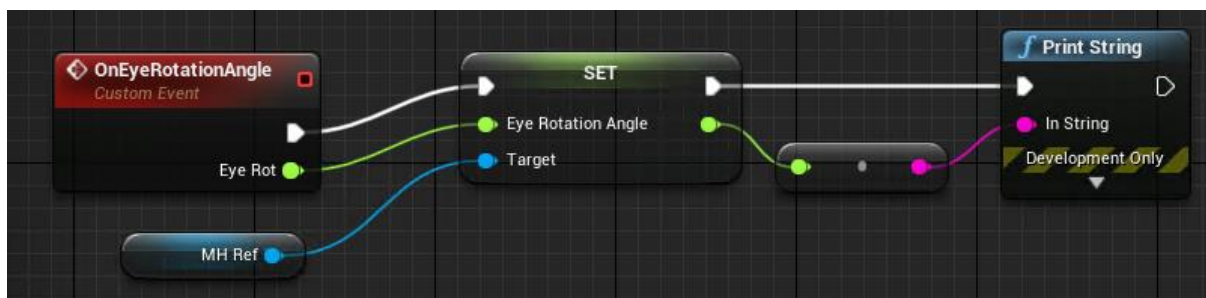 OnEyeRotationAngle
Custom Event
Eye Rot
MH Ref
SET
Eye Rotation Angle
Target
f Print String
In String
Development Only